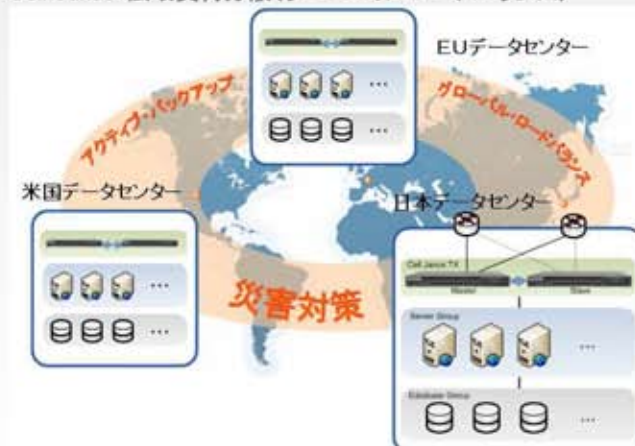 EUデータセンター
アクティブ・バックアップ
グローバル・ロードバランス
米国データセンター
日本データセンター
Master
Slave
Server Group
災害対策